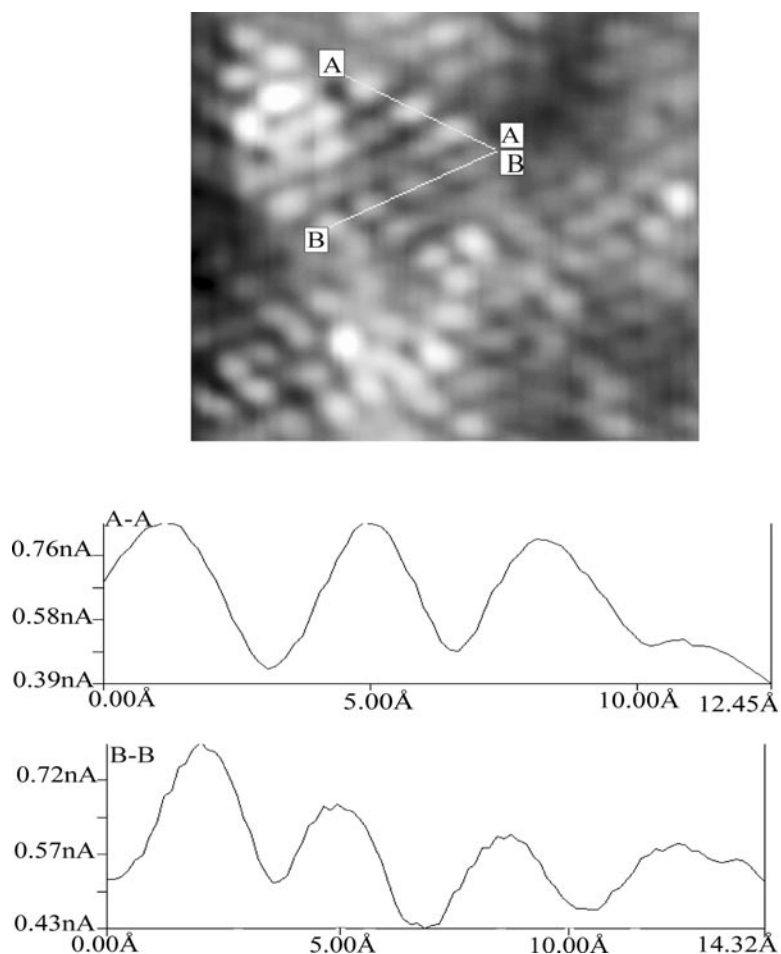 A
A
B
B
A-A
0.76nA
0.58nA
0.39nA
0.00Å 5.00Å 10.00Å 12.45Å
B-B
0.72nA
0.57nA
0.43nA
0.00Å 5.00Å 10.00Å 14.32Å